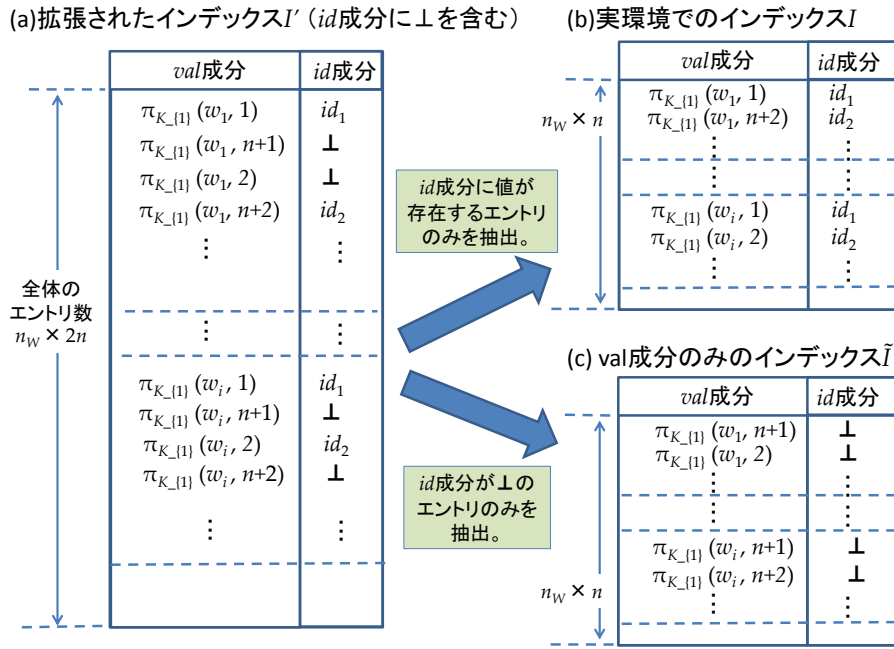 (a)拡張されたインデックスI’（id成分に⊥を含む）
val成分 id成分
π_{K_{1}}(w_1, 1) id_1
π_{K_{1}}(w_1, n+1) ⊥
π_{K_{1}}(w_1, 2) ⊥
π_{K_{1}}(w_1, n+2) id_2
⋮ ⋮
⋮ ⋮
π_{K_{1}}(w_i, 1) id_1
π_{K_{1}}(w_i, n+1) ⊥
π_{K_{1}}(w_i, 2) id_2
π_{K_{1}}(w_i, n+2) ⊥
⋮ ⋮
全体の
エントリ数
n_W × 2n
id成分に値が
存在するエントリ
のみを抽出。
id成分が⊥の
エントリのみを
抽出。
(b)実環境でのインデックスI
val成分 id成分
π_{K_{1}}(w_1, 1) id_1
π_{K_{1}}(w_1, n+2) id_2
⋮ ⋮
⋮ ⋮
π_{K_{1}}(w_i, 1) id_1
π_{K_{1}}(w_i, 2) id_2
⋮ ⋮
n_W × n
(c) val成分のみのインデックスĨ
val成分 id成分
π_{K_{1}}(w_1, n+1) ⊥
π_{K_{1}}(w_1, 2) ⊥
⋮ ⋮
⋮ ⋮
π_{K_{1}}(w_i, n+1) ⊥
π_{K_{1}}(w_i, n+2) ⊥
⋮ ⋮
n_W × n